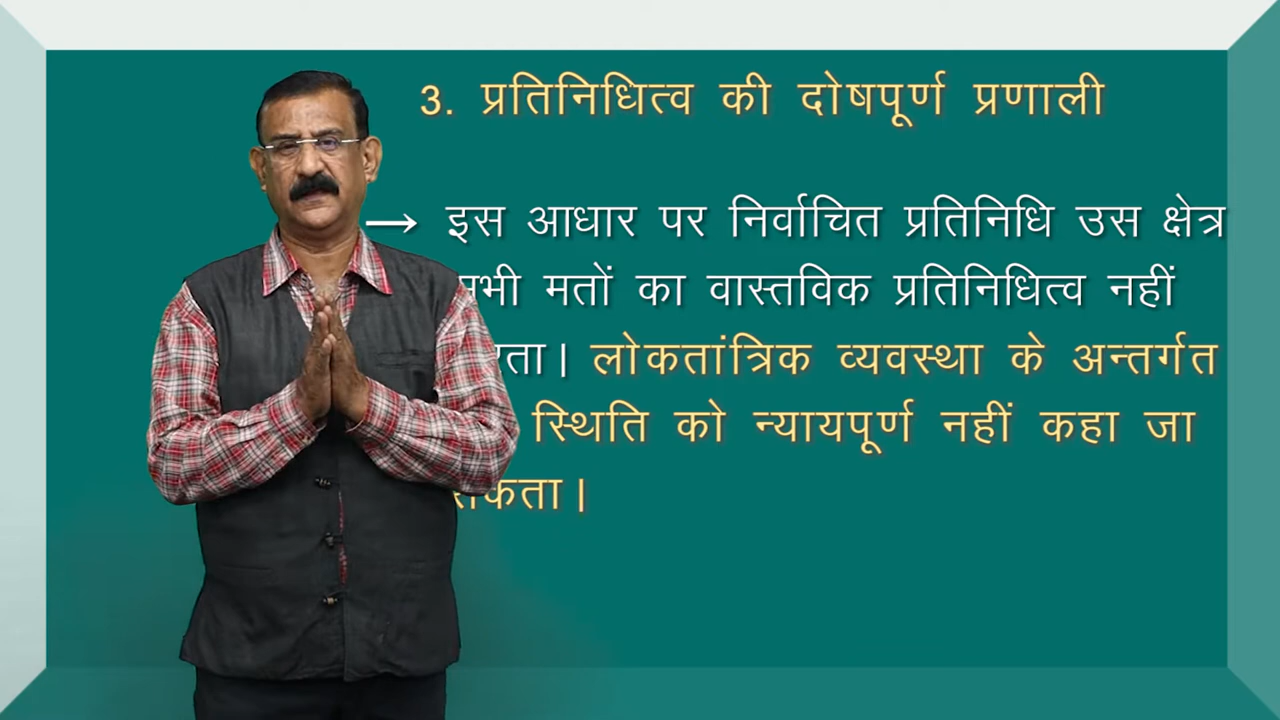 3. प्रतिनिधित्व की दोषपूर्ण प्रणाली
→ इस आधार पर निर्वाचित प्रतिनिधि उस क्षेत्र
मतों का वास्तविक प्रतिनिधित्व नहीं
लोकतांत्रिक व्यवस्था के अन्तर्गत
स्थिति को न्यायपूर्ण नहीं कहा जा